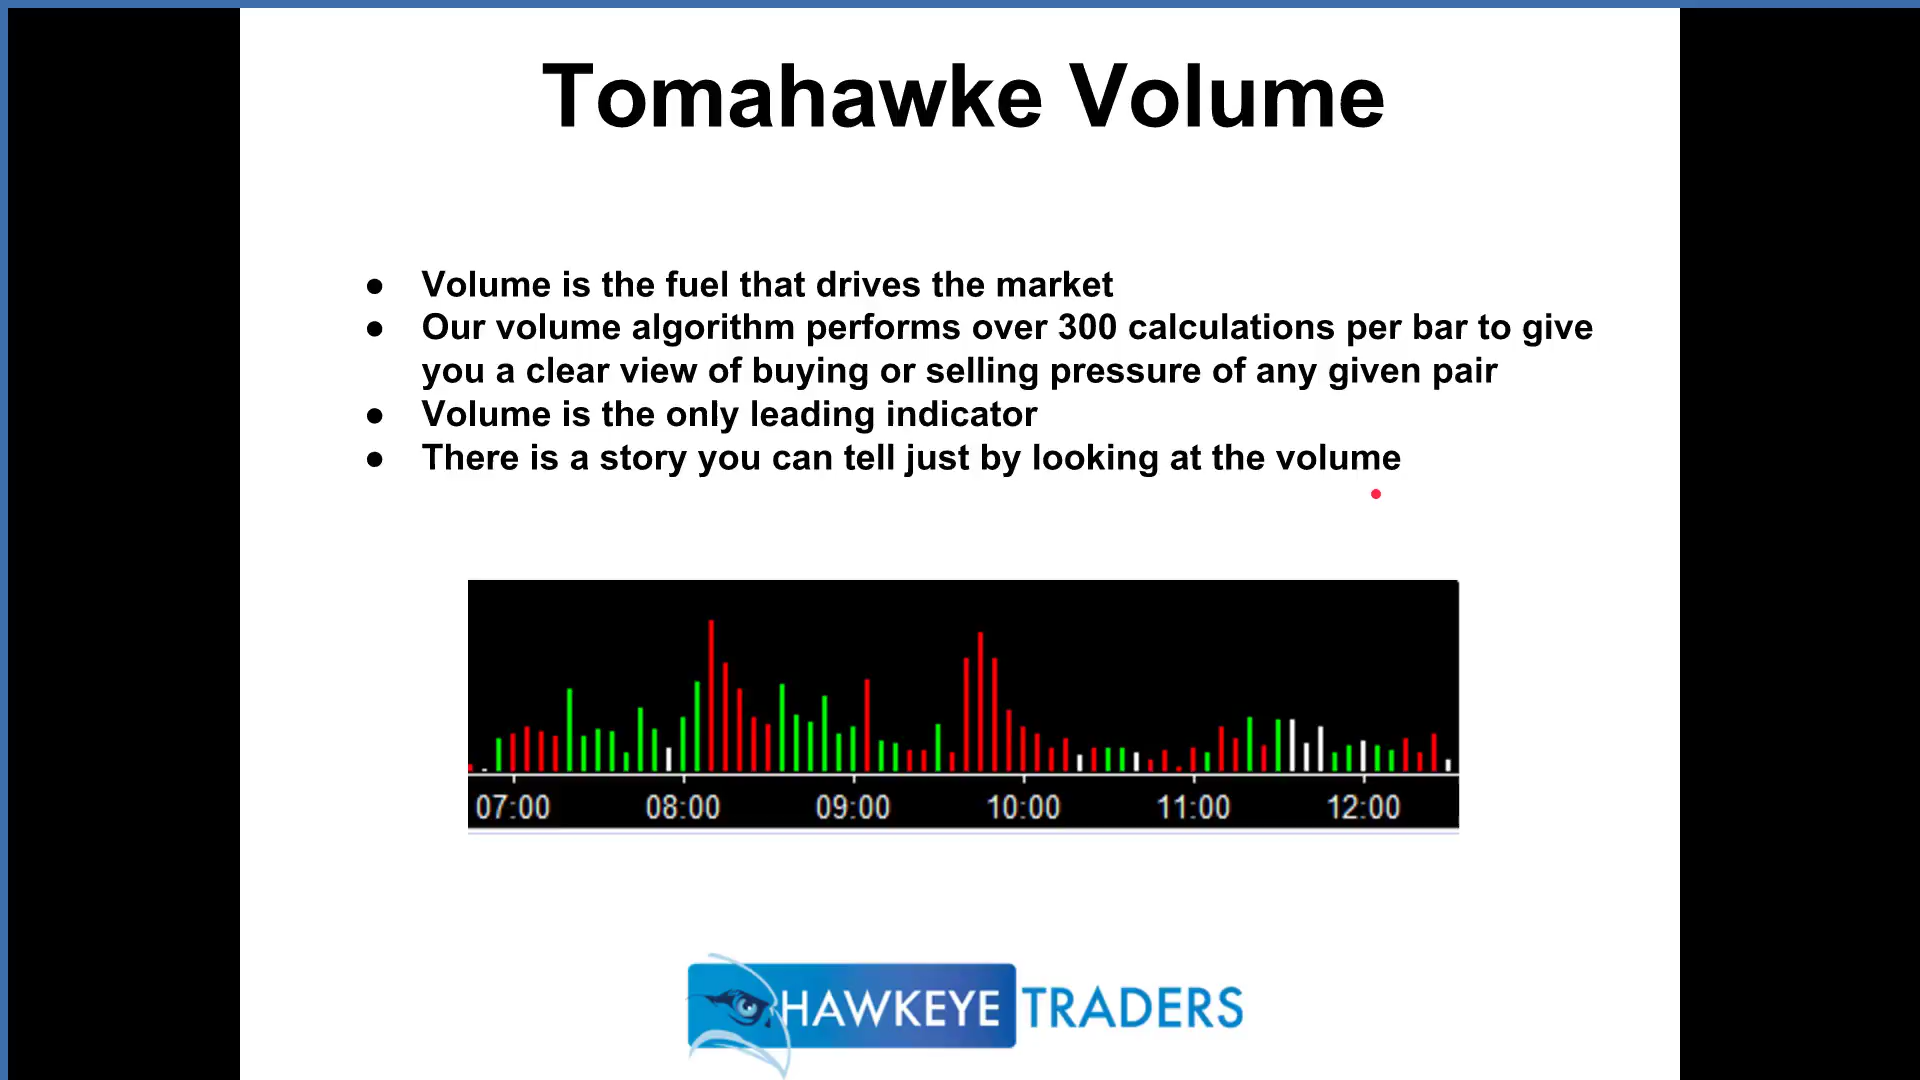 Tomahawke Volume
● Volume is the fuel that drives the market
● Our volume algorithm performs over 300 calculations per bar to give
you a clear view of buying or selling pressure of any given pair
● Volume is the only leading indicator
● There is a story you can tell just by looking at the volume
07:00 08:00 09:00 10:00 11:00 12:00
HAWKEYE TRADERS